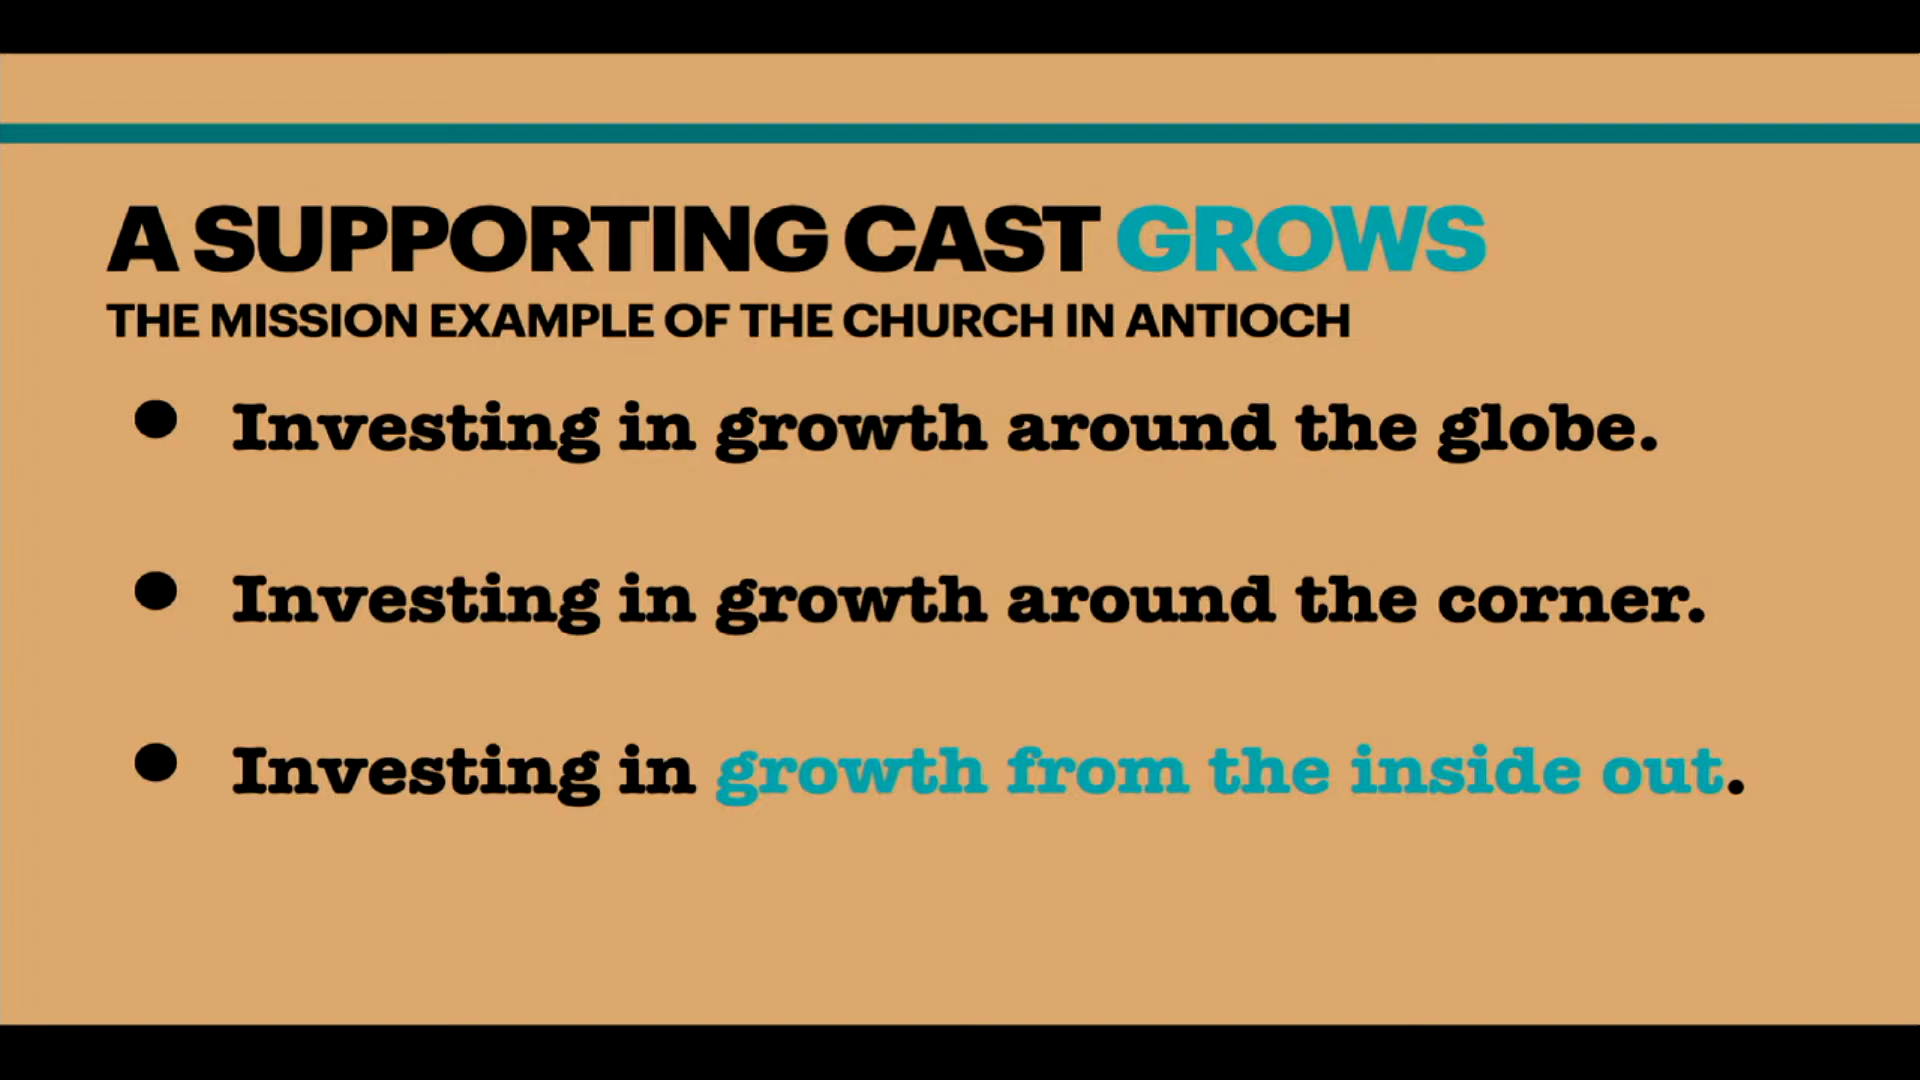 A SUPPORTING CAST GROWS
THE MISSION EXAMPLE OF THE CHURCH IN ANTIOCH
● Investing in growth around the globe.
● Investing in growth around the corner.
● Investing in growth from the inside out.